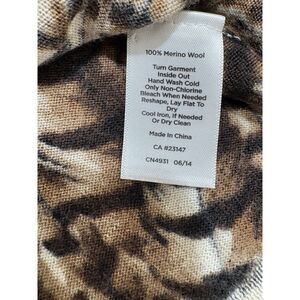 100% Merino Wool
Turn Garment
Inside Out
Hand Wash Cold
Only Non-Chlorine
Bleach When Needed
Reshape, Lay Flat To
Dry
Cool Iron, If Needed
Or Dry Clean
Made In China
CA #23147
CN4931 06/14